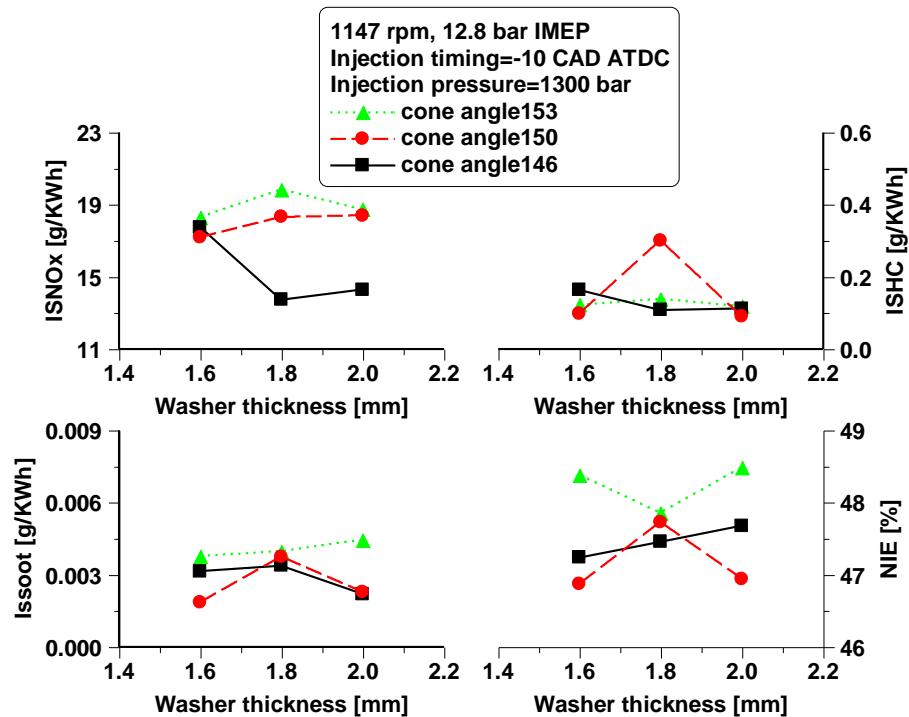 1147 rpm, 12.8 bar IMEP
Injection timing=-10 CAD ATDC
Injection pressure=1300 bar
cone angle153
cone angle150
cone angle146
ISNOx [g/KWh]
23
19
15
11
1.4 1.6 1.8 2.0 2.2
Washer thickness [mm]
0.6
0.4
0.2
0.0
ISHC [g/KWh]
1.4 1.6 1.8 2.0 2.2
Washer thickness [mm]
Issoot [g/KWh]
0.009
0.006
0.003
0.000
1.4 1.6 1.8 2.0 2.2
Washer thickness [mm]
49
48
47
46
NIE [%]
1.4 1.6 1.8 2.0 2.2
Washer thickness [mm]